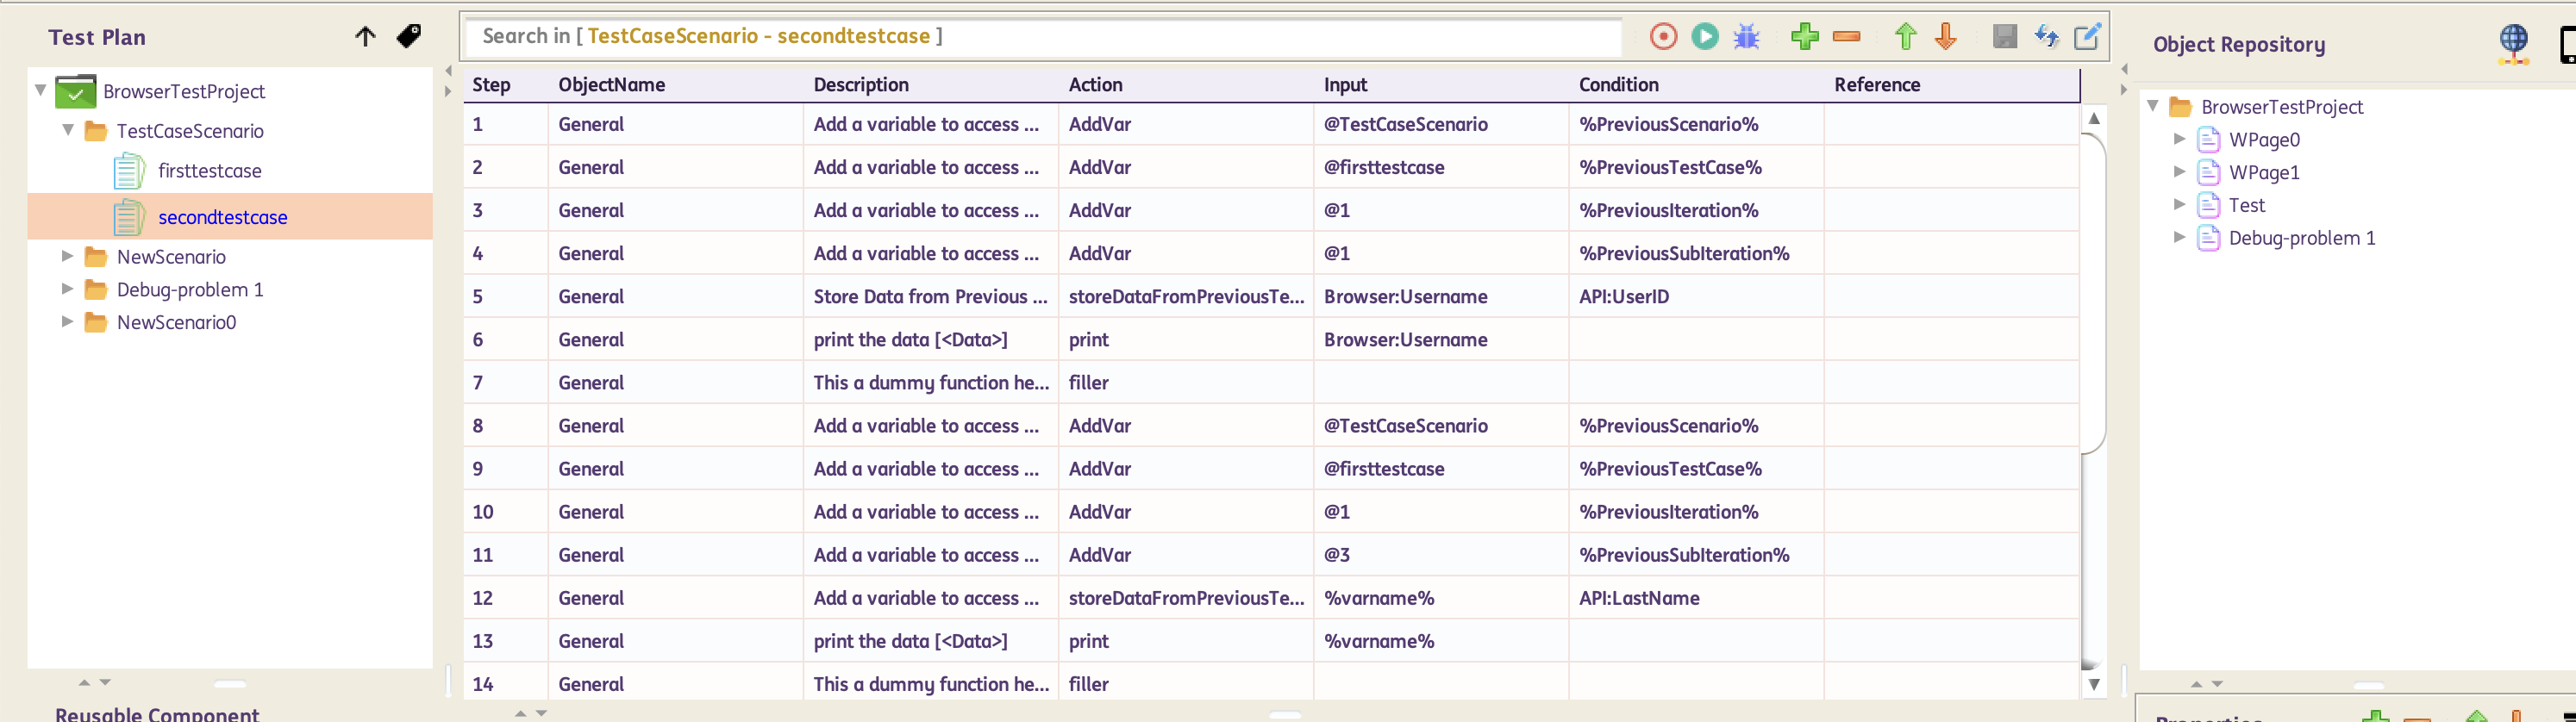 Test Plan
BrowserTestProject
TestCaseScenario
firsttestcase
secondtestcase
NewScenario
Debug-problem 1
NewScenario0
Reusable Component
Search in [ TestCaseScenario - secondtestcase ]
Step ObjectName Description Action Input Condition Reference
1 General Add a variable to access ... AddVar @TestCaseScenario %PreviousScenario%
2 General Add a variable to access ... AddVar @firsttestcase %PreviousTestCase%
3 General Add a variable to access ... AddVar @1 %PreviousIteration%
4 General Add a variable to access ... AddVar @1 %PreviousSubIteration%
5 General Store Data from Previous ... storeDataFromPreviousTe... Browser:Username API:UserID
6 General print the data [<Data>] print Browser:Username
7 General This a dummy function he... filler
8 General Add a variable to access ... AddVar @TestCaseScenario %PreviousScenario%
9 General Add a variable to access ... AddVar @firsttestcase %PreviousTestCase%
10 General Add a variable to access ... AddVar @1 %PreviousIteration%
11 General Add a variable to access ... AddVar @3 %PreviousSubIteration%
12 General Add a variable to access ... storeDataFromPreviousTe... %varname% API:LastName
13 General print the data [<Data>] print %varname%
14 General This a dummy function he... filler
Object Repository
BrowserTestProject
WPage0
WPage1
Test
Debug-problem 1
Properties